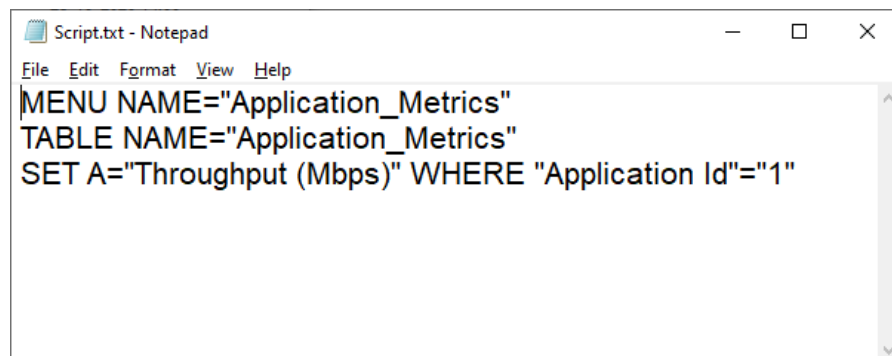 Script.txt - Notepad
File Edit Format View Help
MENU NAME="Application_Metrics"
TABLE NAME="Application_Metrics"
SET A="Throughput (Mbps)" WHERE "Application Id"="1"